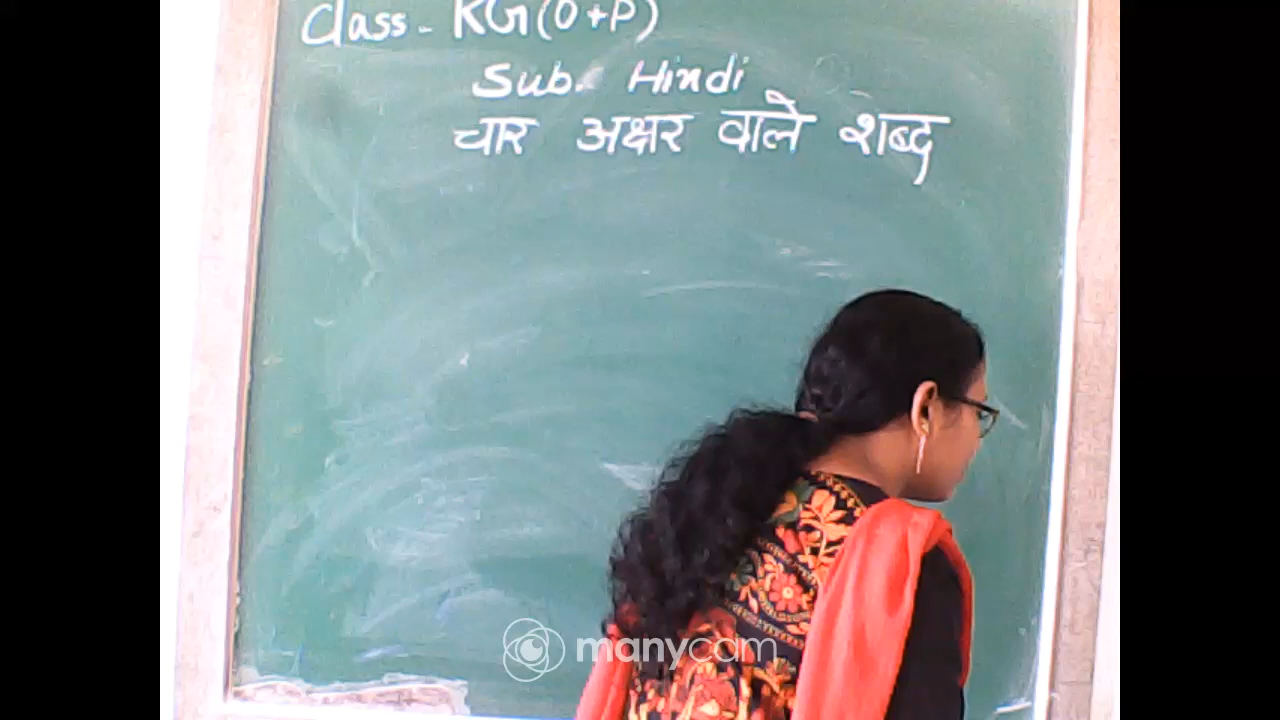 Class - KG (O+P)
Sub - Hindi
चार अक्षर वाले शब्द
manycam